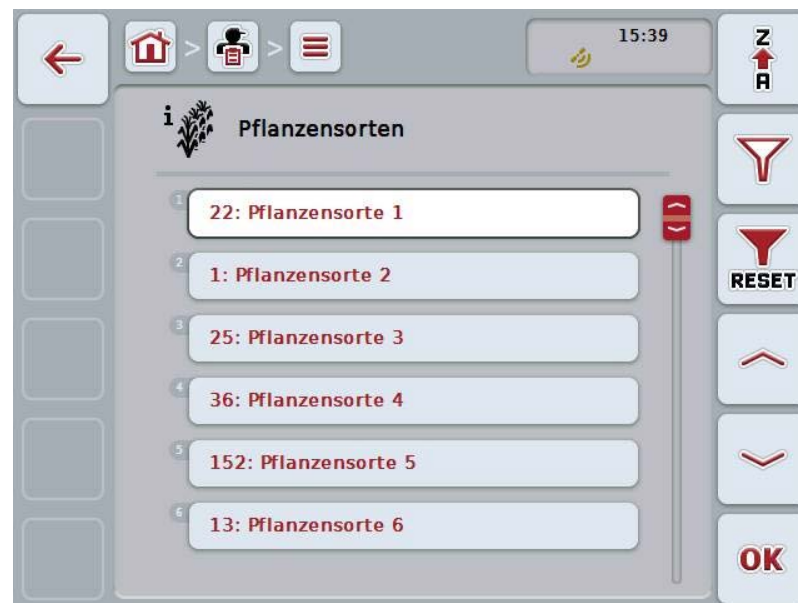 15:39
Z
A
i
Pflanzensorten
1
22: Pflanzensorte 1
2
1: Pflanzensorte 2
RESET
3
25: Pflanzensorte 3
4
36: Pflanzensorte 4
5
152: Pflanzensorte 5
6
13: Pflanzensorte 6
OK